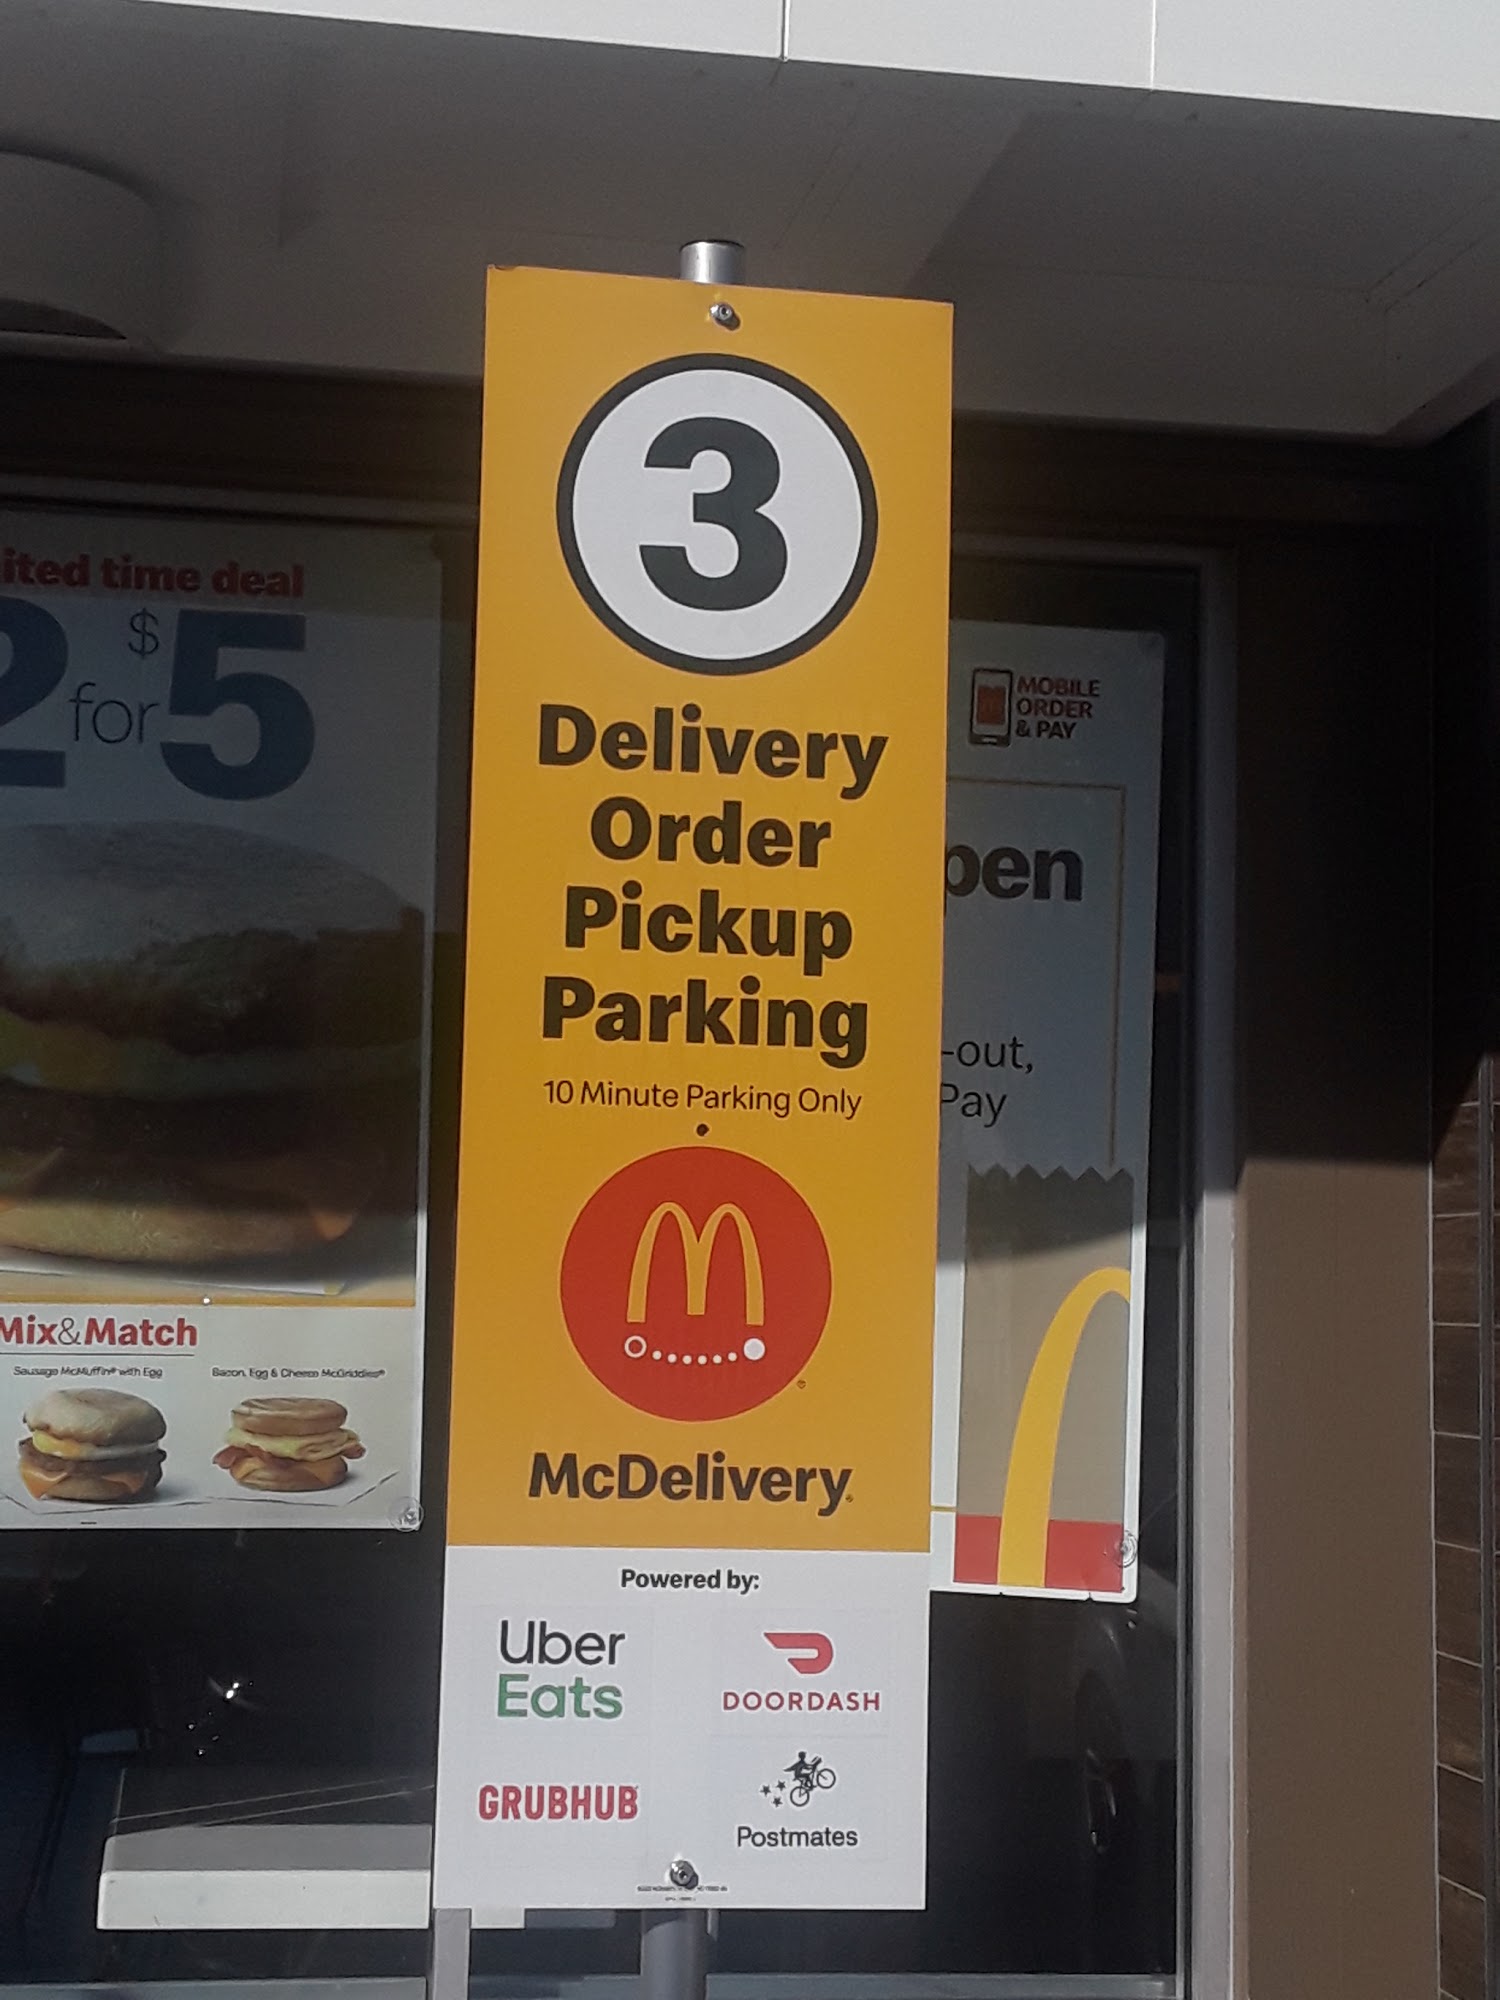 3
Delivery
Order
Pickup
Parking
10 Minute Parking Only
McDelivery®
Powered by:
Uber
Eats
DOORDASH
GRUBHUB
Postmates
ited time deal
2 for $5
Mix&Match
Sausage McMuffin® with Egg
Bacon, Egg & Cheese McGriddles®
MOBILE
ORDER
& PAY
pen
-out,
Pay